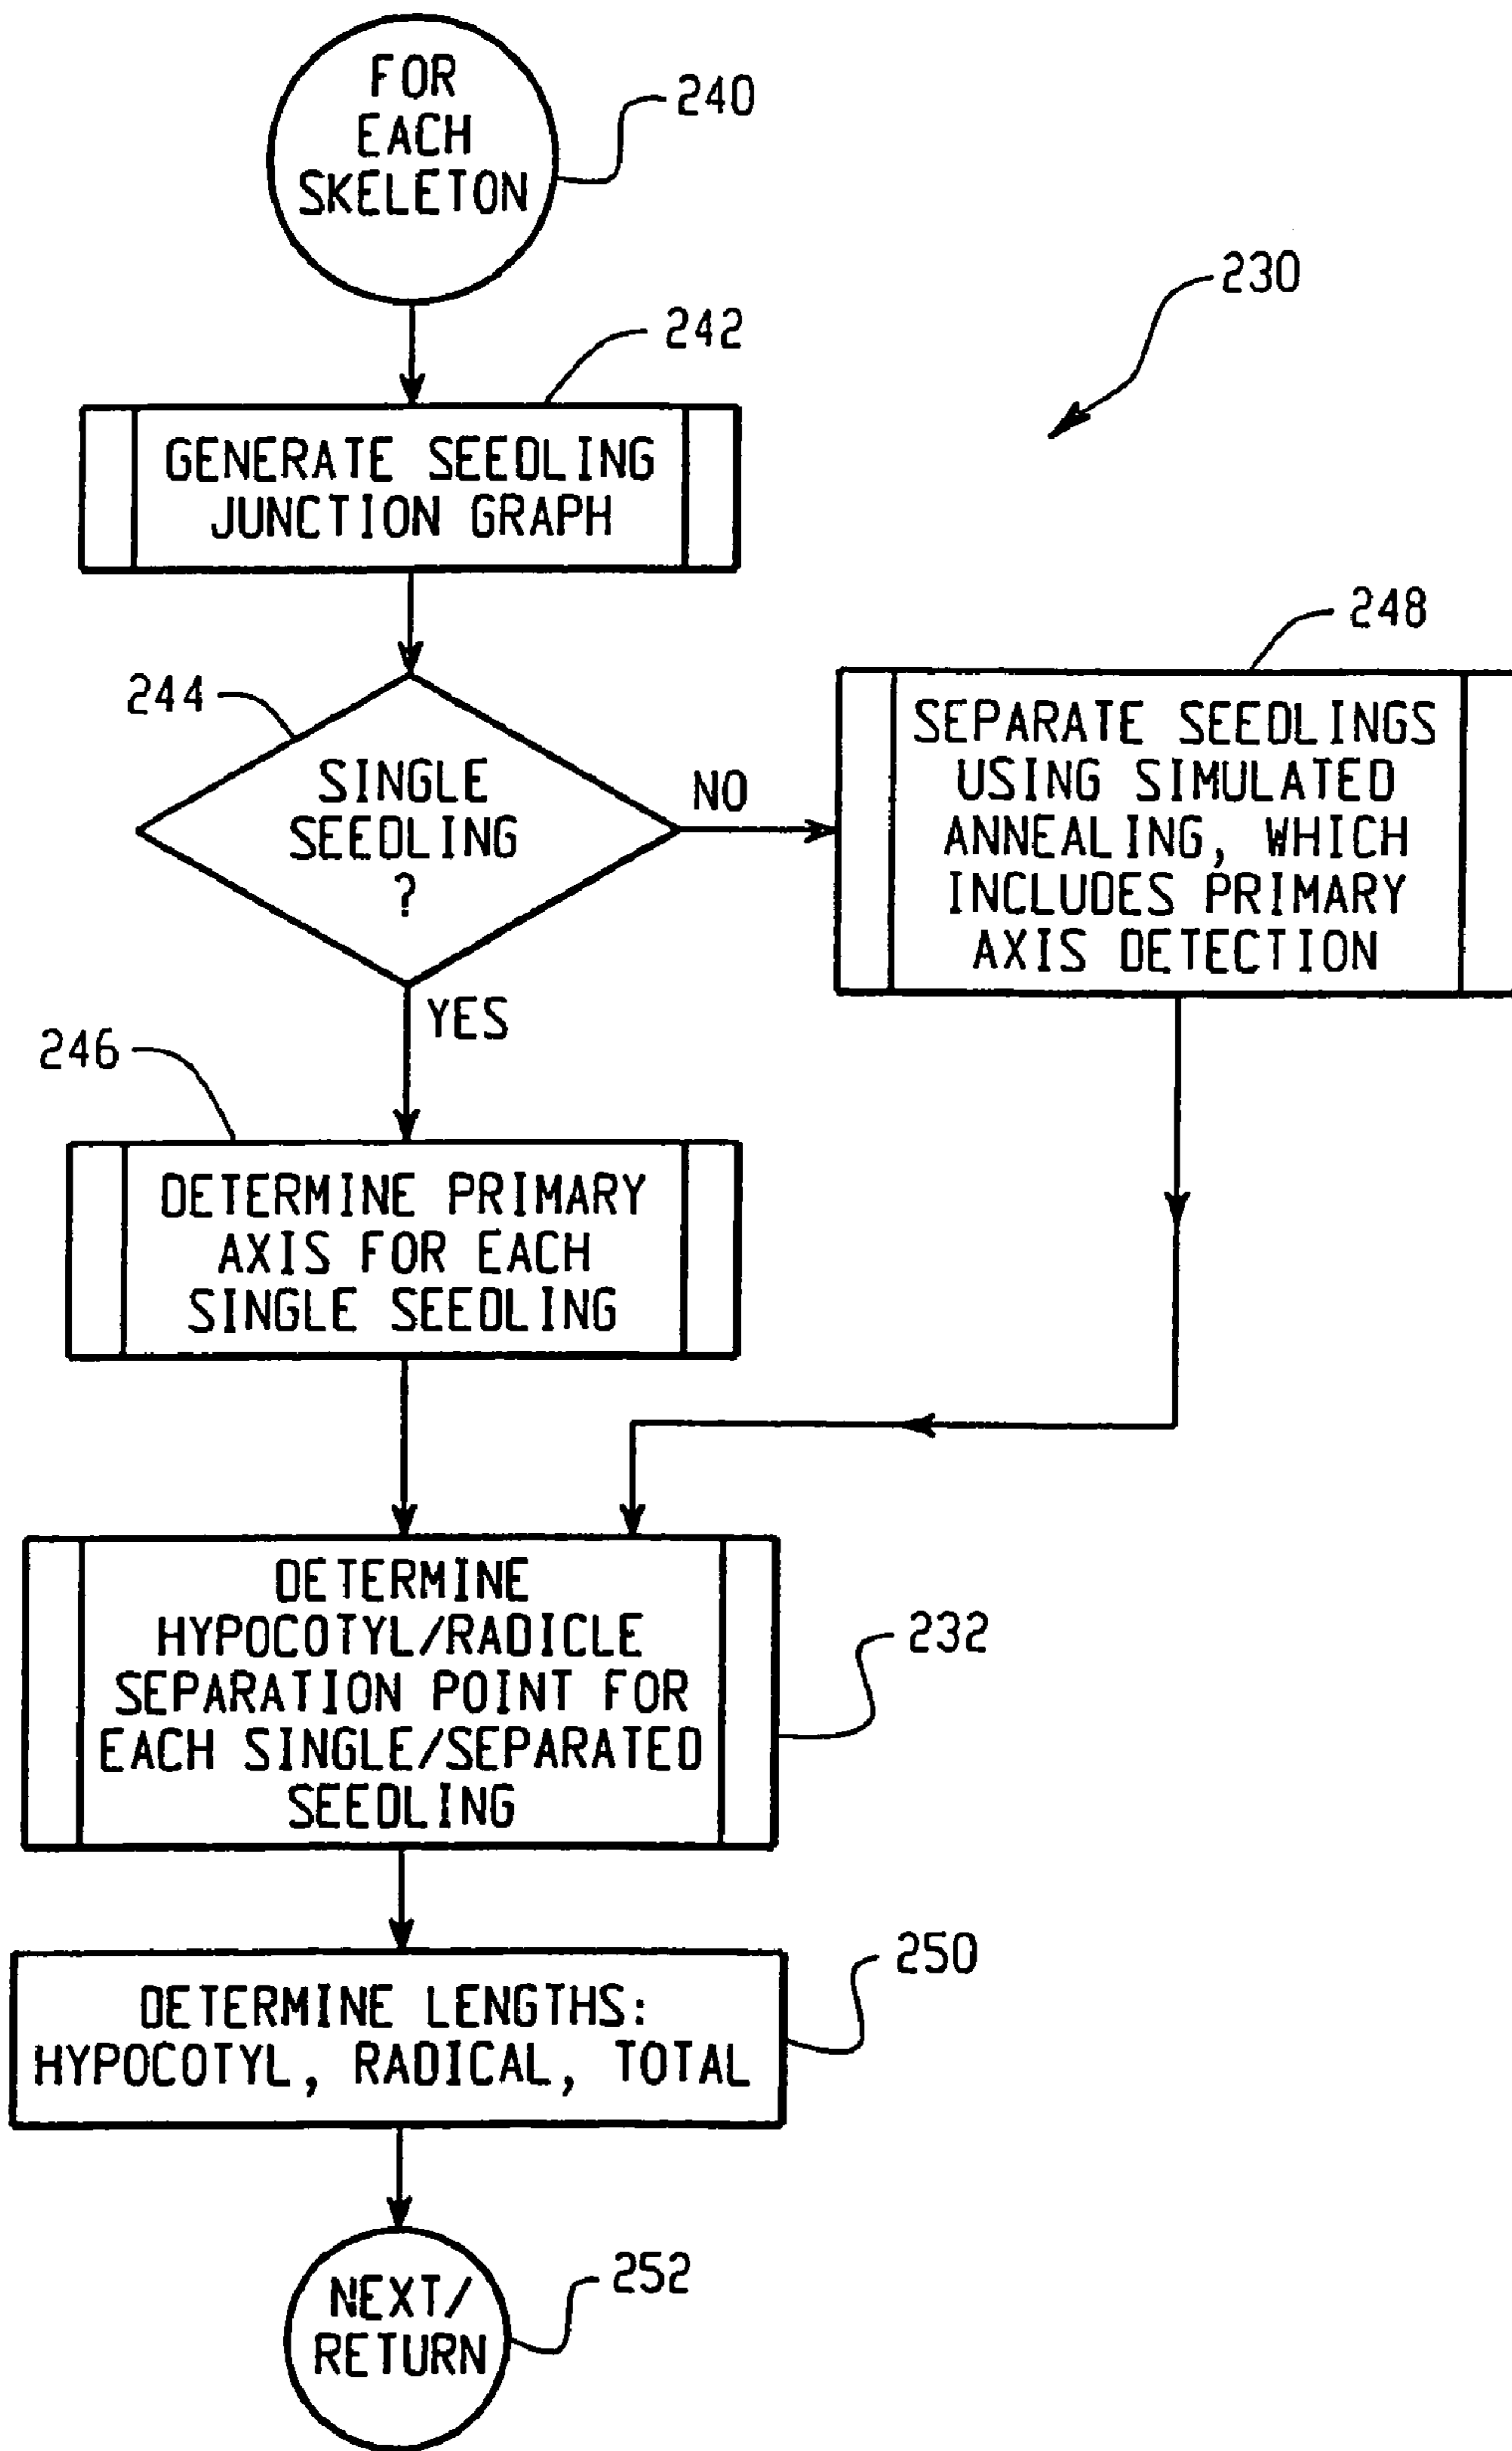 FOR
EACH
SKELETON
240
230
242
GENERATE SEEDLING
JUNCTION GRAPH
244
SINGLE
SEEDLING
?
NO
YES
248
SEPARATE SEEDLINGS
USING SIMULATED
ANNEALING, WHICH
INCLUDES PRIMARY
AXIS DETECTION
246
DETERMINE PRIMARY
AXIS FOR EACH
SINGLE SEEDLING
DETERMINE
HYPOCOTYL/RADICLE
SEPARATION POINT FOR
EACH SINGLE/SEPARATED
SEEDLING
232
DETERMINE LENGTHS:
HYPOCOTYL, RADICAL, TOTAL
250
NEXT/
RETURN
252